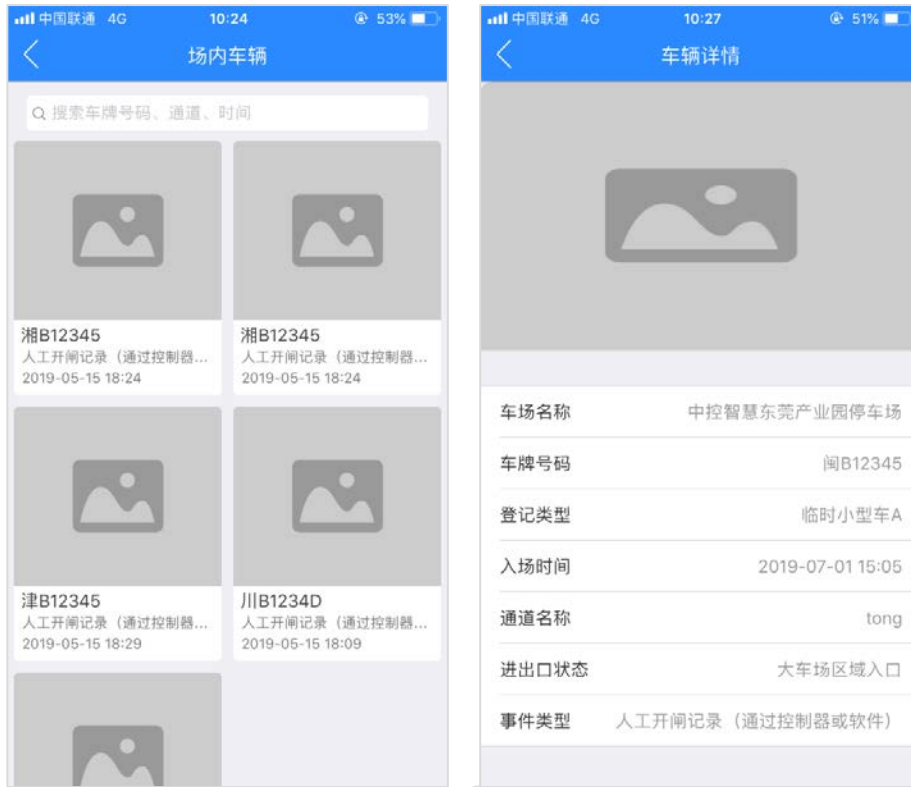 中国联通 4G 10:24 53%
场内车辆
搜索车牌号码、通道、时间
湘B12345
人工开闸记录（通过控制器...
2019-05-15 18:24
湘B12345
人工开闸记录（通过控制器...
2019-05-15 18:24
津B12345
人工开闸记录（通过控制器...
2019-05-15 18:29
川B1234D
人工开闸记录（通过控制器...
2019-05-15 18:09
中国联通 4G 10:27 51%
车辆详情
车场名称 中控智慧东莞产业园停车场
车牌号码 闽B12345
登记类型 临时小型车A
入场时间 2019-07-01 15:05
通道名称 tong
进出口状态 大车场区域入口
事件类型 人工开闸记录（通过控制器或软件）